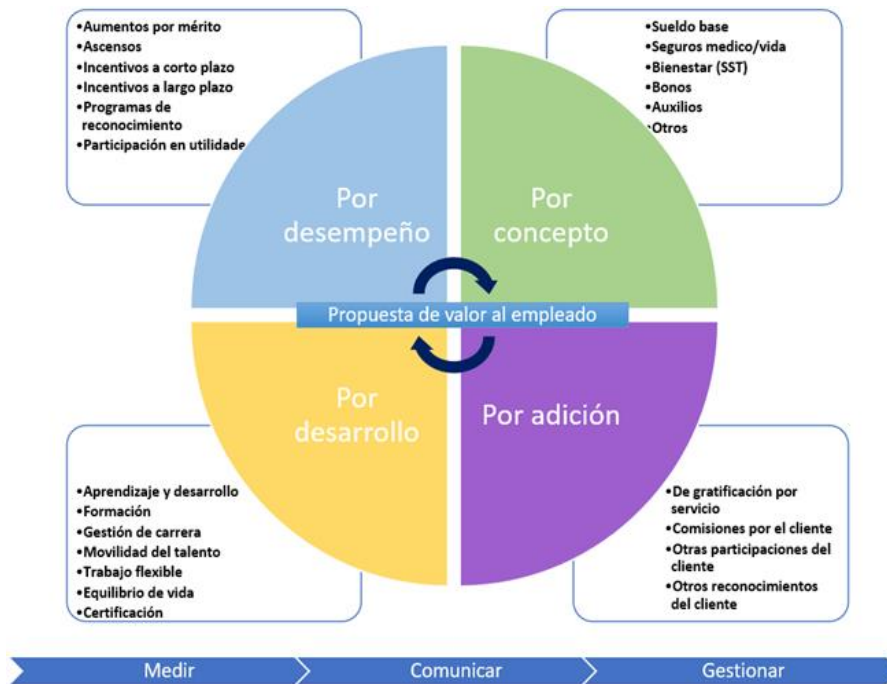 •Aumentos por mérito
•Ascensos
•Incentivos a corto plazo
•Incentivos a largo plazo
•Programas de
reconocimiento
•Participación en utilidade
•Sueldo base
•Seguros medico/vida
•Bienestar (SST)
•Bonos
•Auxilios
•Otros
Por
desempeño
Por
concepto
Propuesta de valor al empleado
Por
desarrollo
Por adición
•Aprendizaje y desarrollo
•Formación
•Gestión de carrera
•Movilidad del talento
•Trabajo flexible
•Equilibrio de vida
•Certificación
•De gratificación por
servicio
•Comisiones por el cliente
•Otras participaciones del
cliente
•Otros reconocimientos
del cliente
Medir
Comunicar
Gestionar